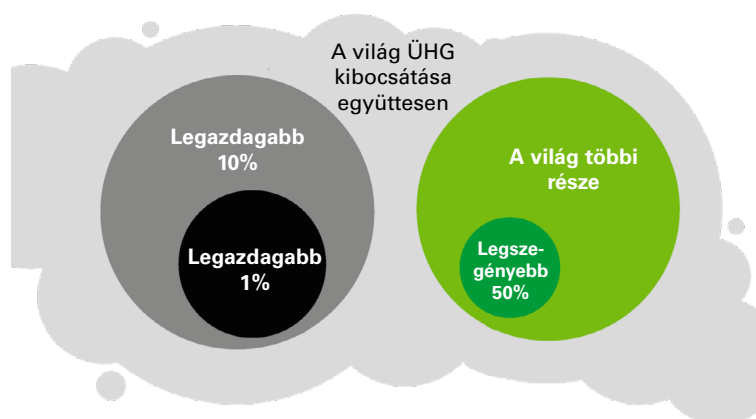 A világ ÜHG
kibocsátása
együttesen
Legazdagabb
10%
Legazdagabb
1%
A világ többi
része
Legsze-
gényebb
50%